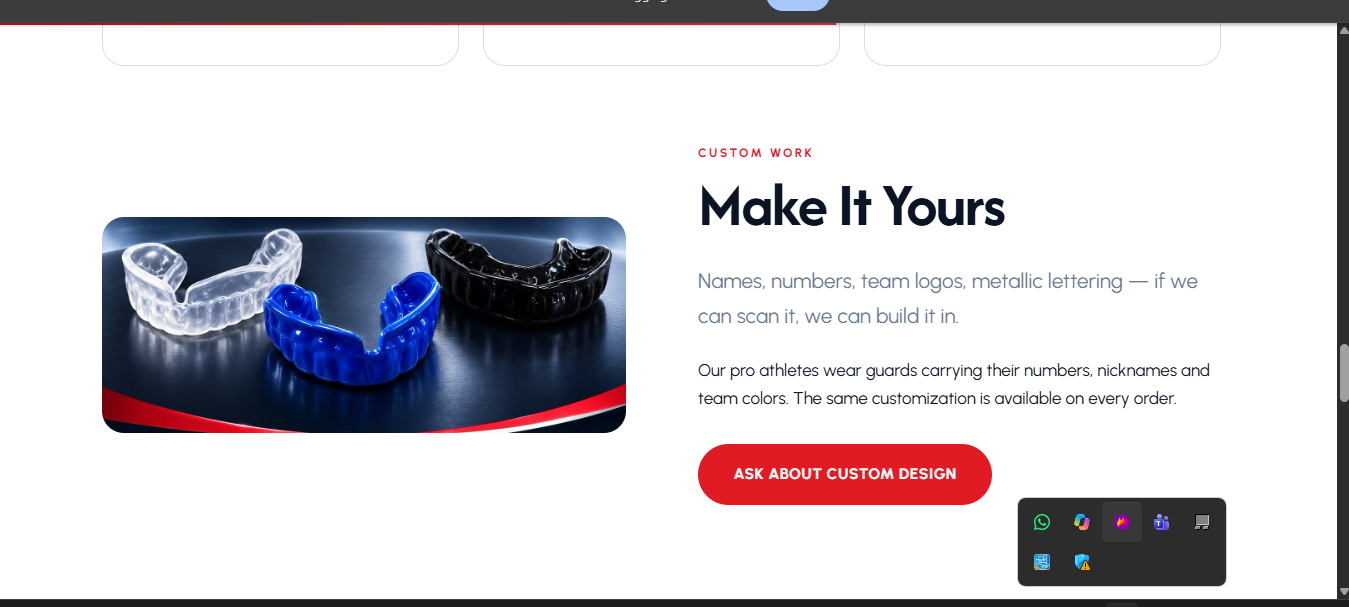 CUSTOM WORK
Make It Yours
Names, numbers, team logos, metallic lettering — if we
can scan it, we can build it in.
Our pro athletes wear guards carrying their numbers, nicknames and
team colors. The same customization is available on every order.
ASK ABOUT CUSTOM DESIGN